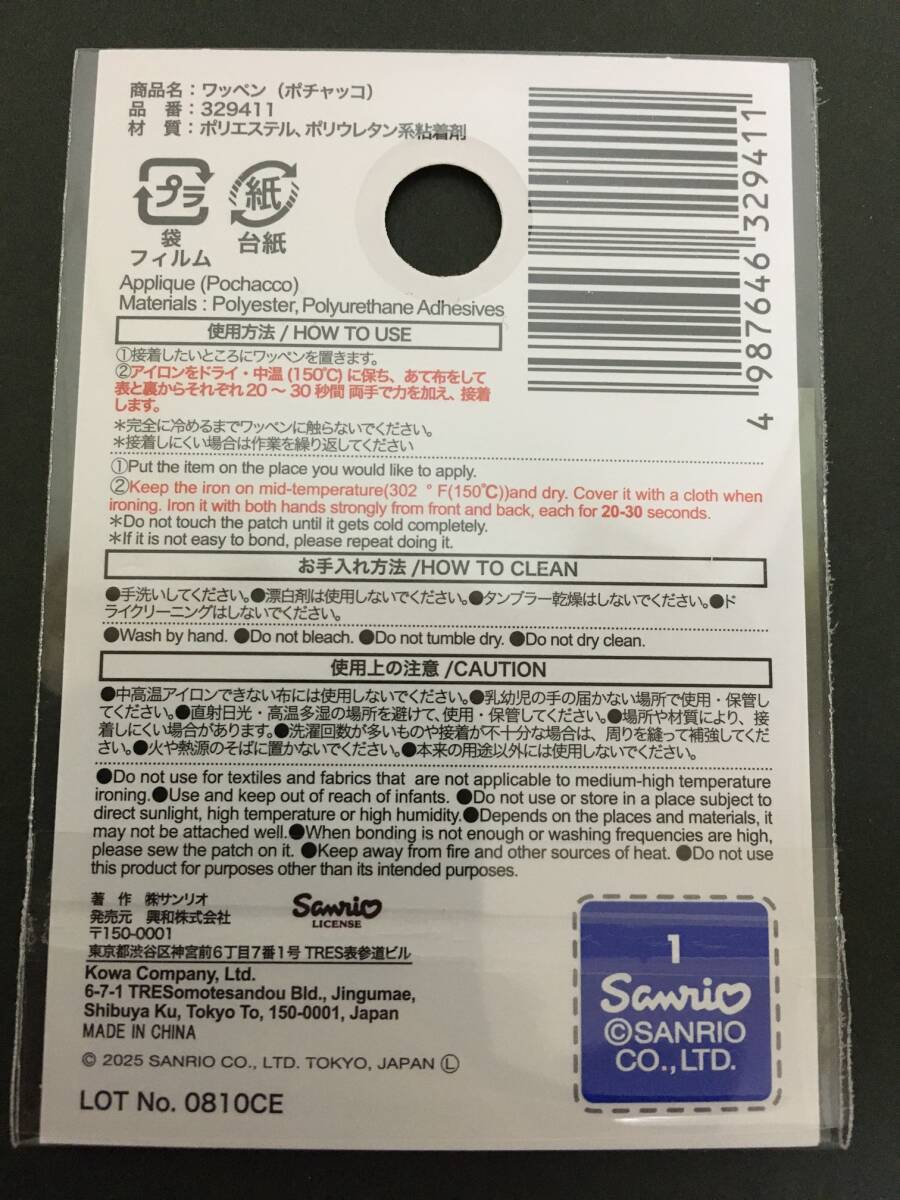 商品名：ワッペン（ポチャッコ）
品　番：329411
材　質：ポリエステル、ポリウレタン系粘着剤
プラ
袋
フィルム
紙
台紙
4 987646 329411
Applique (Pochacco)
Materials : Polyester, Polyurethane Adhesives
使用方法 / HOW TO USE
①接着したいところにワッペンを置きます。
②アイロンをドライ・中温 (150℃) に保ち、あて布をして
表と裏からそれぞれ20 ～ 30 秒間 両手で力を加え、接着
します。
＊完全に冷めるまでワッペンに触らないでください。
＊接着しにくい場合は作業を繰り返してください
①Put the item on the place you would like to apply.
②Keep the iron on mid-temperature(302 ° F(150℃))and dry. Cover it with a cloth when
ironing. Iron it with both hands strongly from front and back, each for 20-30 seconds.
＊Do not touch the patch until it gets cold completely.
＊If it is not easy to bond, please repeat doing it.
お手入れ方法 /HOW TO CLEAN
●手洗いしてください。●漂白剤は使用しないでください。●タンブラー乾燥はしないでください。●ド
ライクリーニングはしないでください。
●Wash by hand. ●Do not bleach. ●Do not tumble dry. ●Do not dry clean.
使用上の注意 /CAUTION
●中高温アイロンできない布には使用しないでください。●乳幼児の手の届かない場所で使用・保管し
てください。●直射日光・高温多湿の場所を避けて、使用・保管してください。●場所や材質により、接
着しにくい場合があります。●洗濯回数が多いものや接着が不十分な場合は、周りを縫って補強してくだ
さい。●火や熱源のそばに置かないでください。●本来の用途以外には使用しないでください。
●Do not use for textiles and fabrics that are not applicable to medium-high temperature
ironing.●Use and keep out of reach of infants. ●Do not use or store in a place subject to
direct sunlight, high temperature or high humidity.●Depends on the places and materials, it
may not be attached well.●When bonding is not enough or washing frequencies are high,
please sew the patch on it. ●Keep away from fire and other sources of heat. ●Do not use
this product for purposes other than its intended purposes.
著　作　㈱サンリオ
発売元　興和株式会社
〒150-0001
東京都渋谷区神宮前6丁目7番1号 TRES表参道ビル
Sanrio
LICENSE
Kowa Company, Ltd.
6-7-1 TRESomotesandou Bld., Jingumae,
Shibuya Ku, Tokyo To, 150-0001, Japan
MADE IN CHINA
© 2025 SANRIO CO., LTD. TOKYO, JAPAN Ⓛ
LOT No. 0810CE
1
Sanrio
©SANRIO
CO.,LTD.